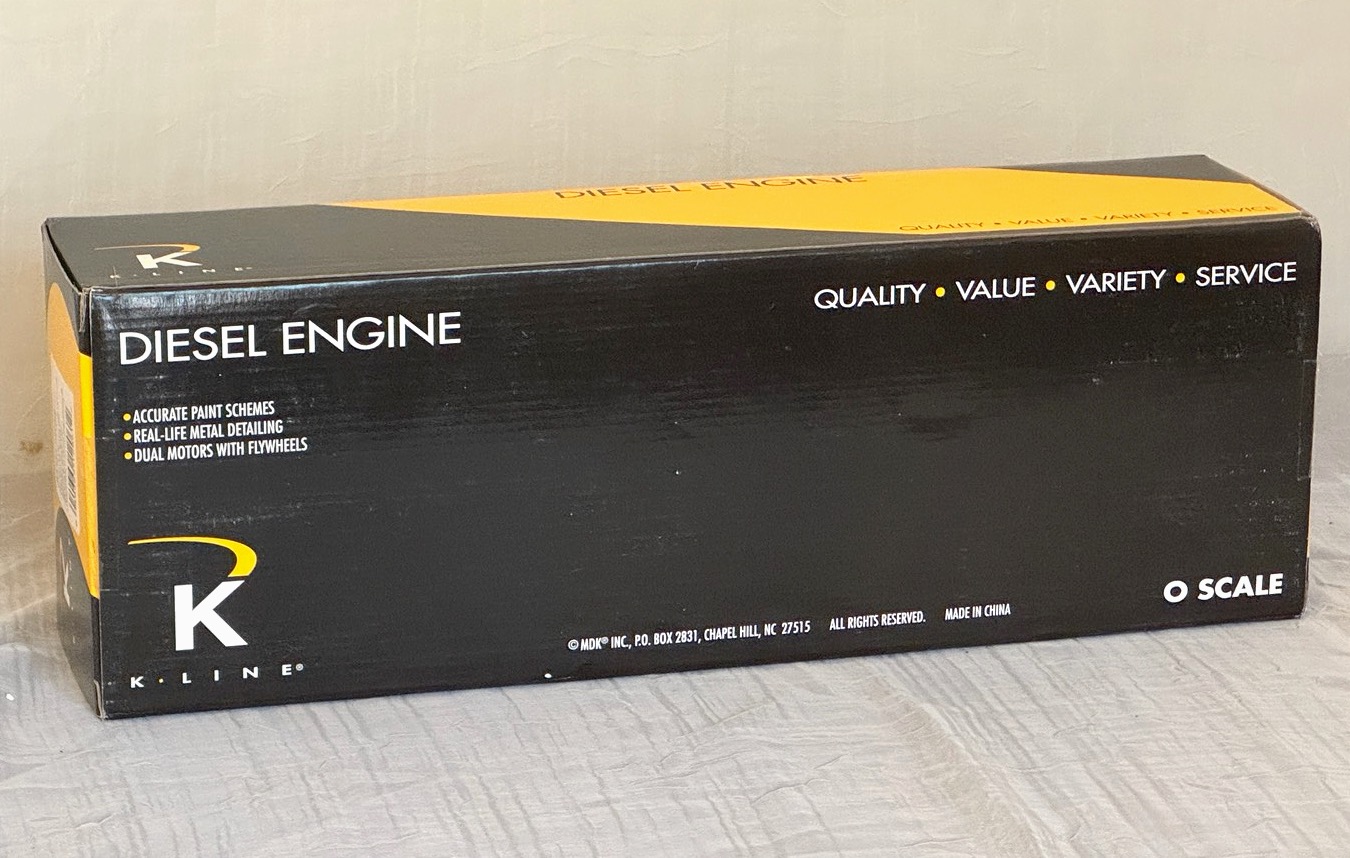 DIESEL ENGINE
QUALITY • VALUE • VARIETY • SERVICE
K
K • LINE®
QUALITY • VALUE • VARIETY • SERVICE
DIESEL ENGINE
• ACCURATE PAINT SCHEMES
• REAL-LIFE METAL DETAILING
• DUAL MOTORS WITH FLYWHEELS
K
K • LINE®
© MDK® INC., P.O. BOX 2831, CHAPEL HILL, NC 27515 ALL RIGHTS RESERVED. MADE IN CHINA
O SCALE